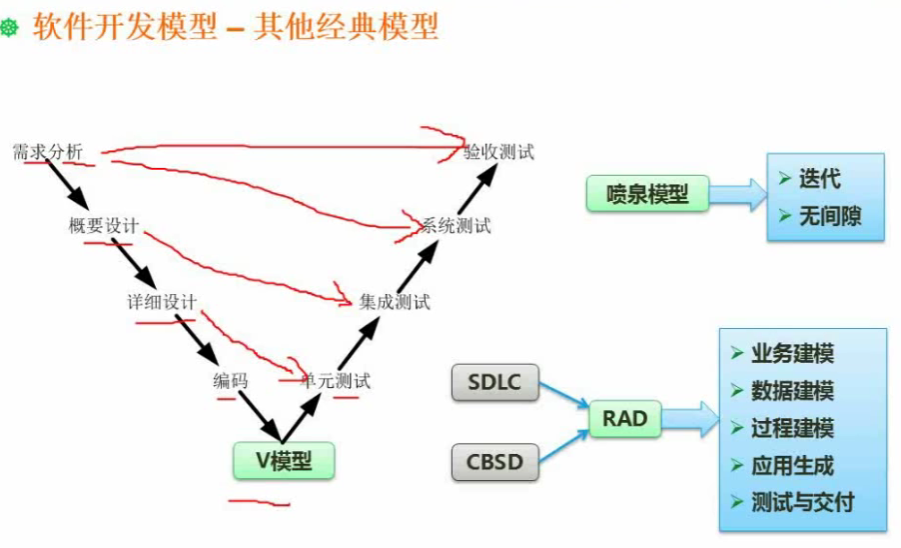 软件开发模型 – 其他经典模型
需求分析
概要设计
详细设计
编码
V模型
单元测试
集成测试
系统测试
验收测试
喷泉模型
迭代
无间隙
SDLC
CBSD
RAD
业务建模
数据建模
过程建模
应用生成
测试与交付